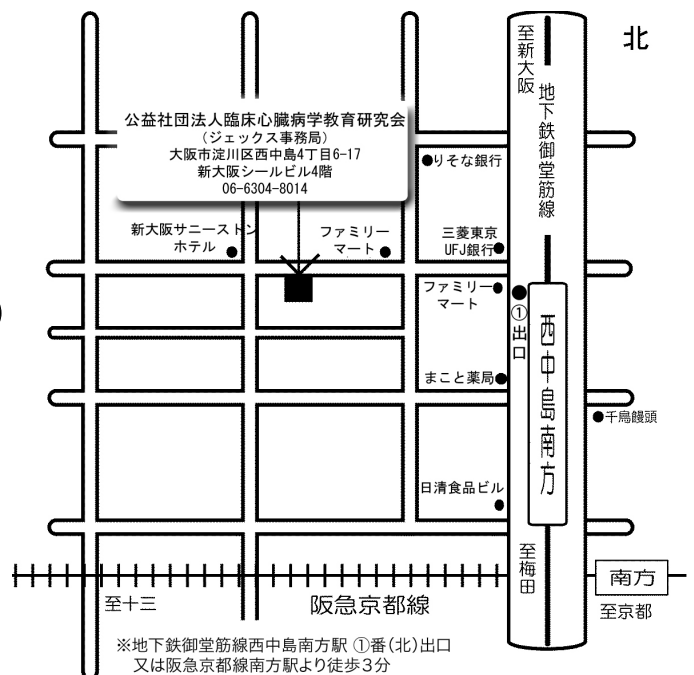 北
至新大阪
地下鉄御堂筋線
公益社団法人臨床心臓病学教育研究会
（ジェックス事務局）
大阪市淀川区西中島4丁目6-17
新大阪シールビル4階
06-6304-8014
●りそな銀行
新大阪サニーストン
ホテル
ファミリー
マート
三菱東京
UFJ銀行
ファミリー
マート
①出口
西中島南方
まこと薬局
千鳥饅頭
日清食品ビル
至梅田
南方
至十三
阪急京都線
至京都
※地下鉄御堂筋線西中島南方駅 ①番(北)出口
又は阪急京都線南方駅より徒歩3分